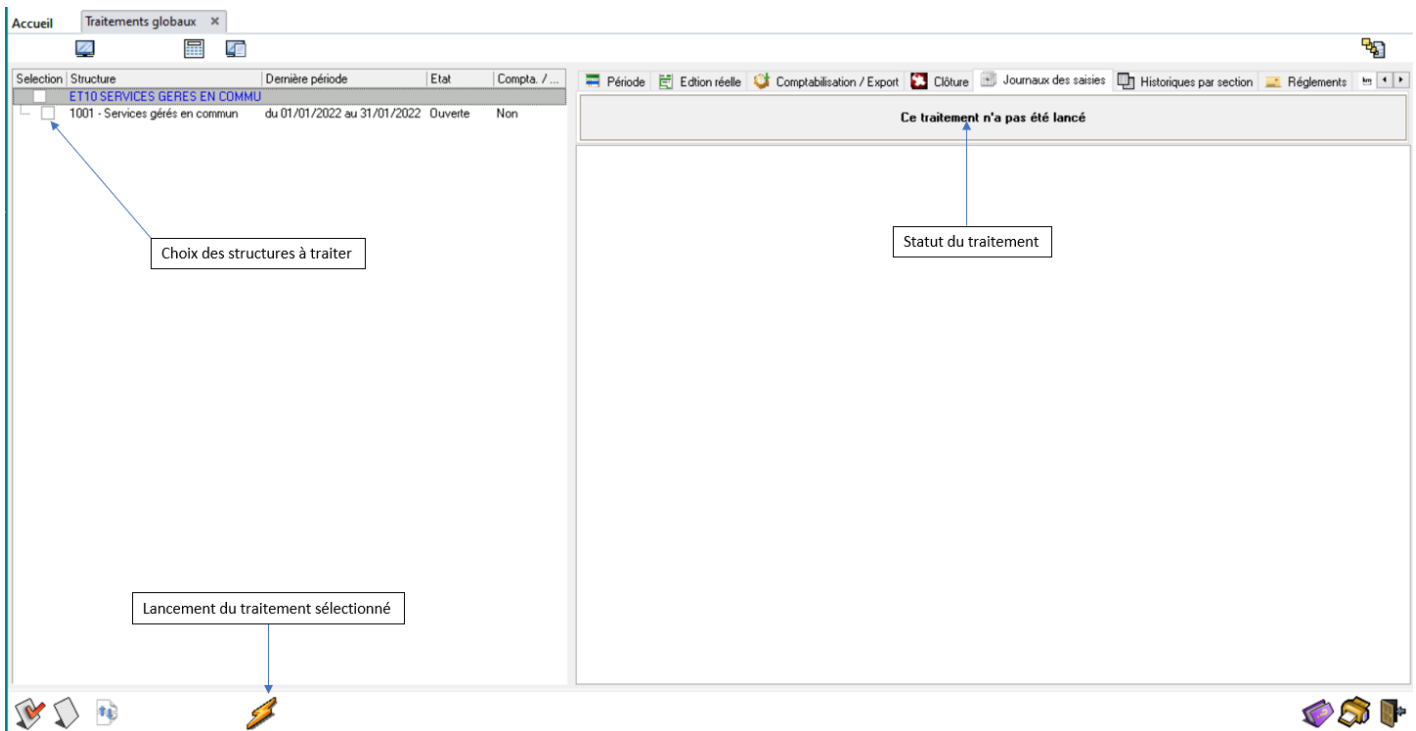 Accueil
Traitements globaux
Selection Structure Dernière période Etat Compta. / ...
ET10 SERVICES GERES EN COMMU
1001 - Services gérés en commun du 01/01/2022 au 31/01/2022 Ouverte Non
Période Edtion réelle Comptabilisation / Export Clôture Journaux des saisies Historiques par section Réglements
Ce traitement n'a pas été lancé
Choix des structures à traiter
Statut du traitement
Lancement du traitement sélectionné